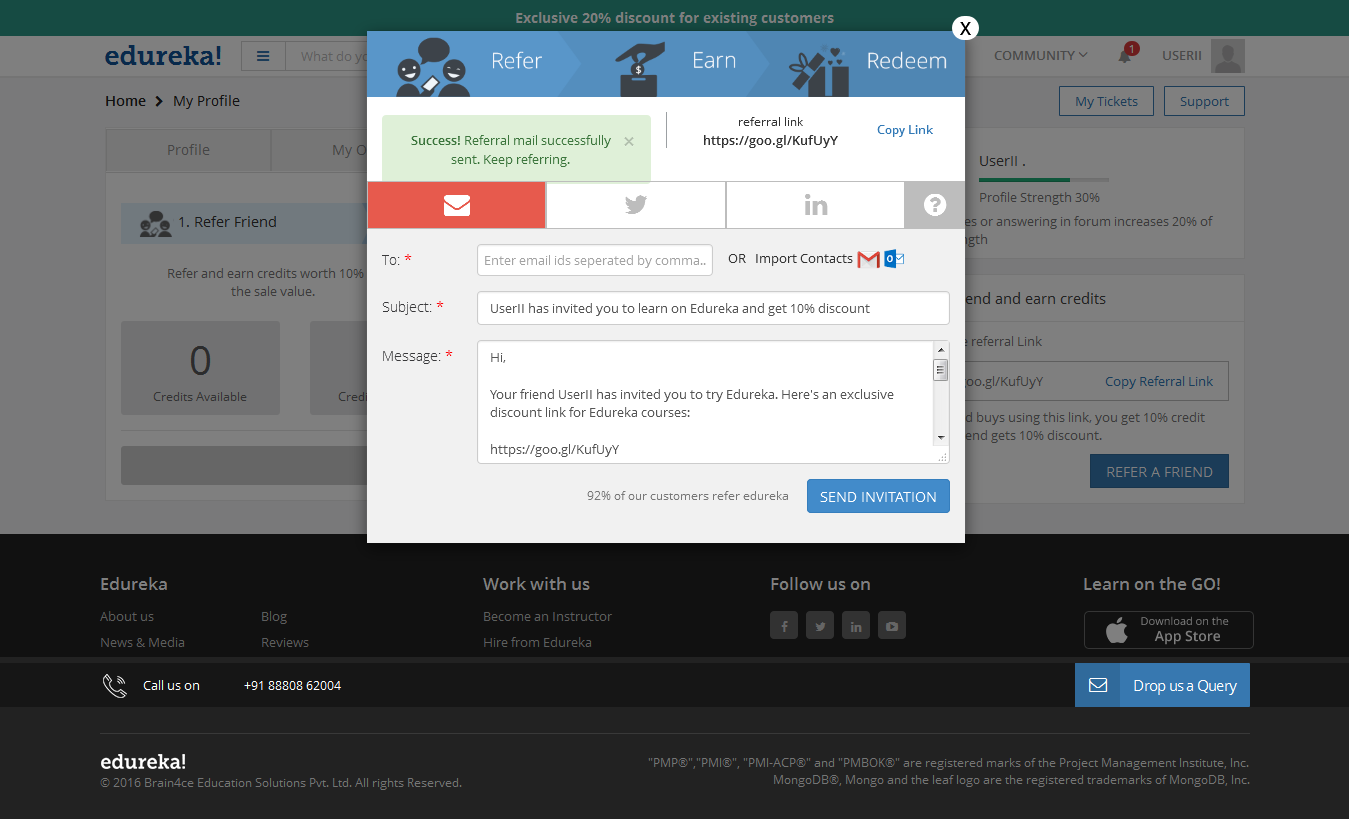 Exclusive 20% discount for existing customers
X
edureka!
What do yo
Refer
Earn
Redeem
COMMUNITY
1
USERII
Home > My Profile
My Tickets
Support
Success! Referral mail successfully
sent. Keep referring.
×
referral link
https://goo.gl/KufUyY
Copy Link
Profile
My O
UserII .
Profile Strength 30%
es or answering in forum increases 20% of
gth
?
1. Refer Friend
Refer and earn credits worth 10%
the sale value.
0
Credits Available
Credi
To: *
Enter email ids seperated by comma..
OR Import Contacts
Subject: *
UserII has invited you to learn on Edureka and get 10% discount
Message: *
Hi,
Your friend UserII has invited you to try Edureka. Here's an exclusive
discount link for Edureka courses:
https://goo.gl/KufUyY
92% of our customers refer edureka
SEND INVITATION
end and earn credits
e referral Link
oo.gl/KufUyY
Copy Referral Link
d buys using this link, you get 10% credit
end gets 10% discount.
REFER A FRIEND
Edureka
About us
Blog
News & Media
Reviews
Work with us
Become an Instructor
Hire from Edureka
Follow us on
Learn on the GO!
Download on the
App Store
Call us on
+91 88808 62004
Drop us a Query
edureka!
© 2016 Brain4ce Education Solutions Pvt. Ltd. All rights Reserved.
"PMP®","PMI®", "PMI-ACP®" and "PMBOK®" are registered marks of the Project Management Institute, Inc.
MongoDB®, Mongo and the leaf logo are the registered trademarks of MongoDB, Inc.